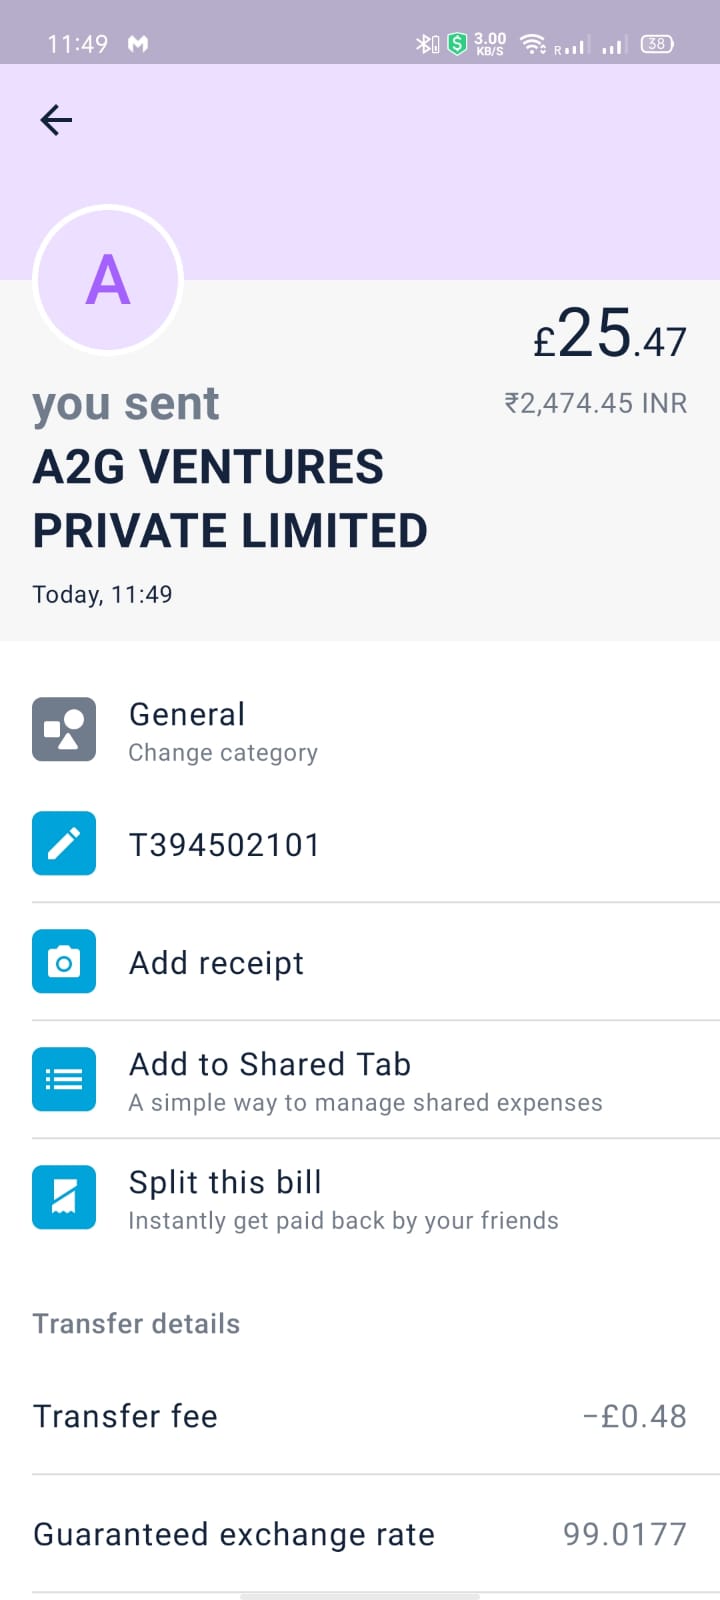 11:49
3.00
KB/S
R
38
A
£25.47
₹2,474.45 INR
you sent
A2G VENTURES
PRIVATE LIMITED
Today, 11:49
General
Change category
T394502101
Add receipt
Add to Shared Tab
A simple way to manage shared expenses
Split this bill
Instantly get paid back by your friends
Transfer details
Transfer fee −£0.48
Guaranteed exchange rate 99.0177